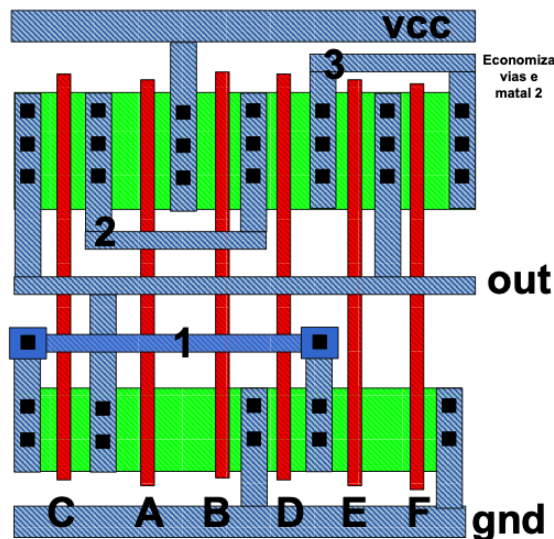 vcc
3
Economiza
vias e
matal 2
2
out
1
C A B D E F
gnd